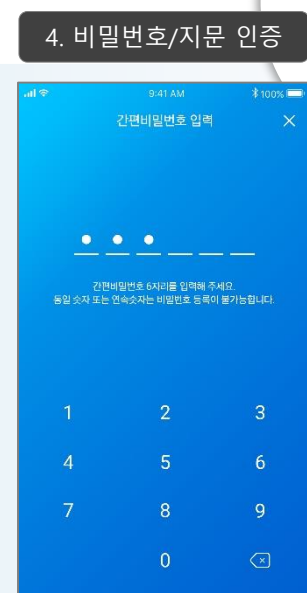 4. 비밀번호/지문 인증
9:41 AM
100%
간편비밀번호 입력
간편비밀번호 6자리를 입력해 주세요.
동일 숫자 또는 연속숫자는 비밀번호 등록이 불가능합니다.
1 2 3
4 5 6
7 8 9
0